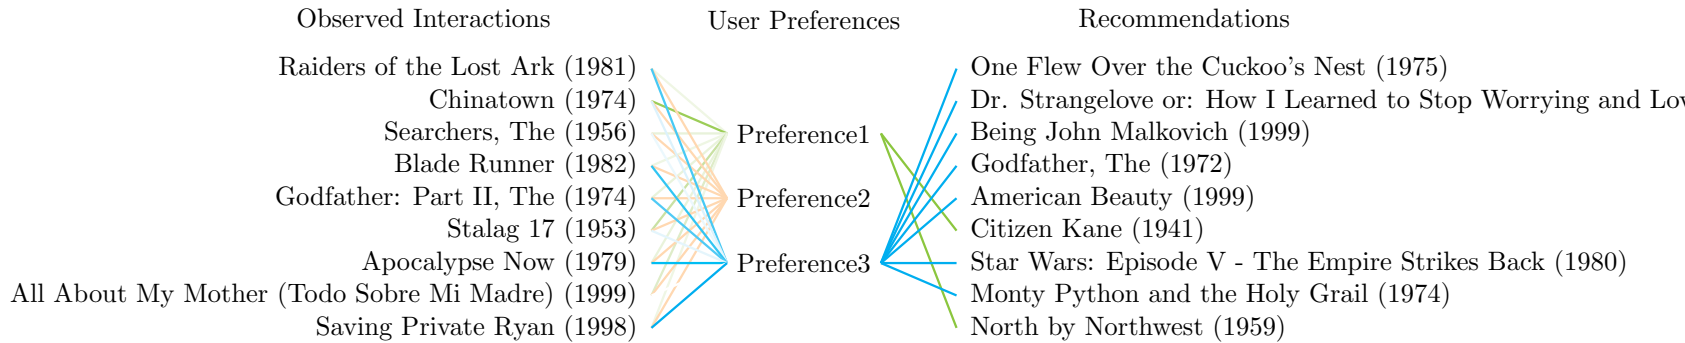 Observed Interactions
User Preferences
Recommendations
Raiders of the Lost Ark (1981)
Chinatown (1974)
Searchers, The (1956)
Blade Runner (1982)
Godfather: Part II, The (1974)
Stalag 17 (1953)
Apocalypse Now (1979)
All About My Mother (Todo Sobre Mi Madre) (1999)
Saving Private Ryan (1998)
Preference1
Preference2
Preference3
One Flew Over the Cuckoo's Nest (1975)
Dr. Strangelove or: How I Learned to Stop Worrying and Lov
Being John Malkovich (1999)
Godfather, The (1972)
American Beauty (1999)
Citizen Kane (1941)
Star Wars: Episode V - The Empire Strikes Back (1980)
Monty Python and the Holy Grail (1974)
North by Northwest (1959)